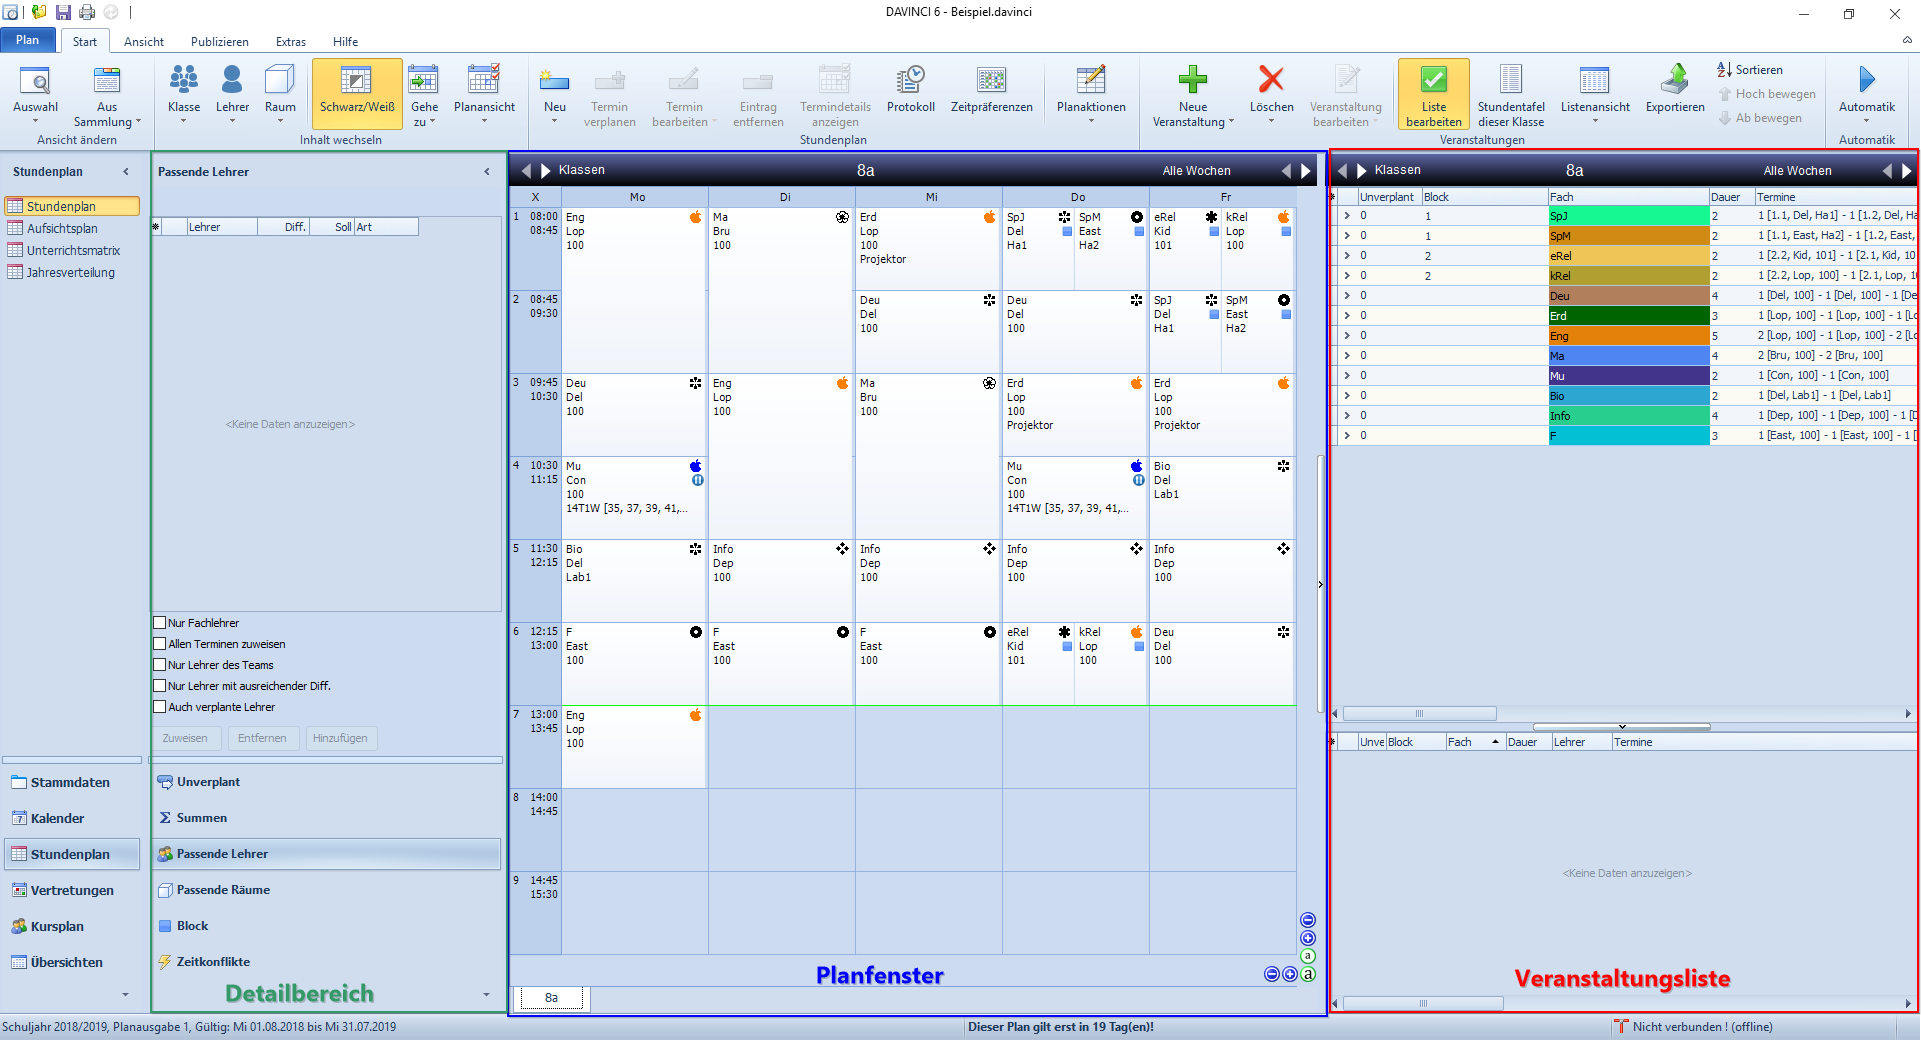 DAVINCI 6 - Beispiel.davinci
Plan Start Ansicht Publizieren Extras Hilfe
Auswahl
Aus Sammlung
Klasse
Lehrer
Raum
Schwarz/Weiß
Gehe zu
Planansicht
Neu
Termin verplanen
Termin bearbeiten
Eintrag entfernen
Termindetails anzeigen
Protokoll
Zeitpräferenzen
Planaktionen
Neue Veranstaltung
Löschen
Veranstaltung bearbeiten
Liste bearbeiten
Stundentafel dieser Klasse
Listenansicht
Exportieren
Sortieren
Hoch bewegen
Ab bewegen
Automatik
Ansicht ändern
Inhalt wechseln
Stundenplan
Veranstaltungen
Automatik
Stundenplan
Stundenplan
Aufsichtsplan
Unterrichtsmatrix
Jahresverteilung
Stammdaten
Kalender
Stundenplan
Vertretungen
Kursplan
Übersichten
Passende Lehrer
Lehrer Diff. Soll Art
<Keine Daten anzuzeigen>
Nur Fachlehrer
Allen Terminen zuweisen
Nur Lehrer des Teams
Nur Lehrer mit ausreichender Diff.
Auch verplante Lehrer
Zuweisen Entfernen Hinzufügen
Unverplant
Summen
Passende Lehrer
Passende Räume
Block
Zeitkonflikte
Detailbereich
Klassen 8a Alle Wochen
X Mo Di Mi Do Fr
1 08:00 Eng Ma Erd SpJ SpM eRel kRel
08:45 Lop Bru Lop Del East Kid Lop
100 100 100 Ha1 Ha2 101 100
Projektor
2 08:45 Deu Deu SpJ SpM
09:30 Del Del Del East
100 100 Ha1 Ha2
3 09:45 Deu Eng Ma Erd Erd
10:30 Del Lop Bru Lop Lop
100 100 100 100 100
Projektor Projektor
4 10:30 Mu Mu Bio
11:15 Con Con Del
100 100 Lab1
14T1W [35, 37, 39, 41,... 14T1W [35, 37, 39, 41,...
5 11:30 Bio Info Info Info Info
12:15 Del Dep Dep Dep Dep
Lab1 100 100 100 100
6 12:15 F F F eRel kRel Deu
13:00 East East East Kid Lop Del
100 100 100 101 100 100
7 13:00 Eng
13:45 Lop
100
8 14:00
14:45
9 14:45
15:30
a
a
Planfenster
8a
Klassen 8a Alle Wochen
Unverplant Block Fach Dauer Termine
0 1 SpJ 2 1 [1.1, Del, Ha1] - 1 [1.2, Del, Ha
0 1 SpM 2 1 [1.1, East, Ha2] - 1 [1.2, East,
0 2 eRel 2 1 [2.2, Kid, 101] - 1 [2.1, Kid, 10
0 2 kRel 2 1 [2.2, Lop, 100] - 1 [2.1, Lop, 1
0 Deu 4 1 [Del, 100] - 1 [Del, 100] - 1 [De
0 Erd 3 1 [Lop, 100] - 1 [Lop, 100] - 1 [Lo
0 Eng 5 2 [Lop, 100] - 1 [Lop, 100] - 2 [Lo
0 Ma 4 2 [Bru, 100] - 2 [Bru, 100]
0 Mu 2 1 [Con, 100] - 1 [Con, 100]
0 Bio 2 1 [Del, Lab1] - 1 [Del, Lab1]
0 Info 4 1 [Dep, 100] - 1 [Dep, 100] - 1 [D
0 F 3 1 [East, 100] - 1 [East, 100] - 1 [
Unve Block Fach Dauer Lehrer Termine
<Keine Daten anzuzeigen>
Veranstaltungsliste
Schuljahr 2018/2019, Planausgabe 1, Gültig: Mi 01.08.2018 bis Mi 31.07.2019
Dieser Plan gilt erst in 19 Tag(en)!
Nicht verbunden ! (offline)